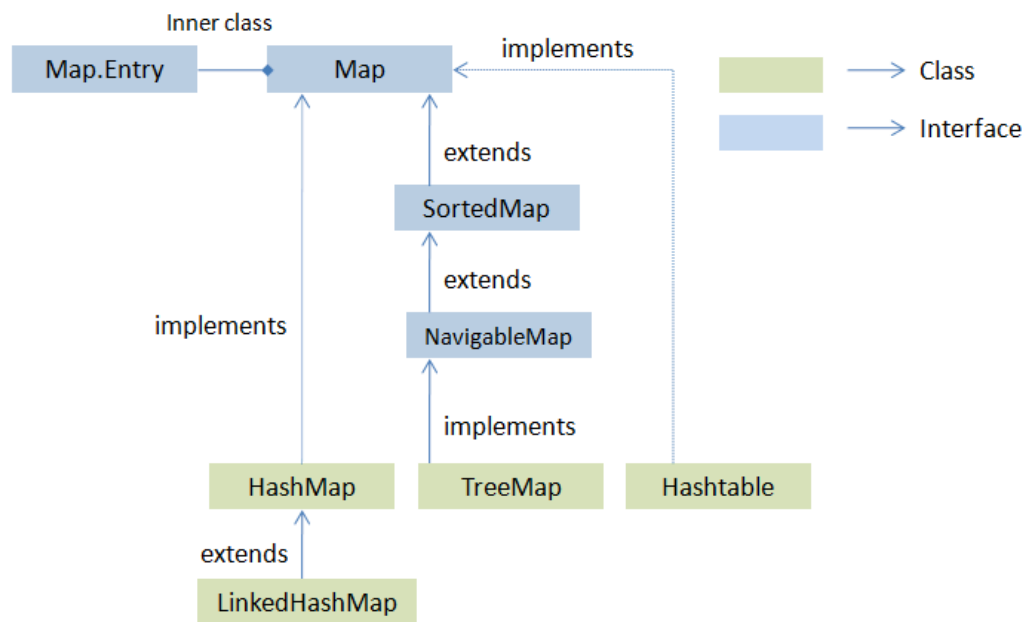 Inner class
Map.Entry
Map
implements
Class
Interface
extends
SortedMap
extends
implements
NavigableMap
implements
HashMap
TreeMap
Hashtable
extends
LinkedHashMap